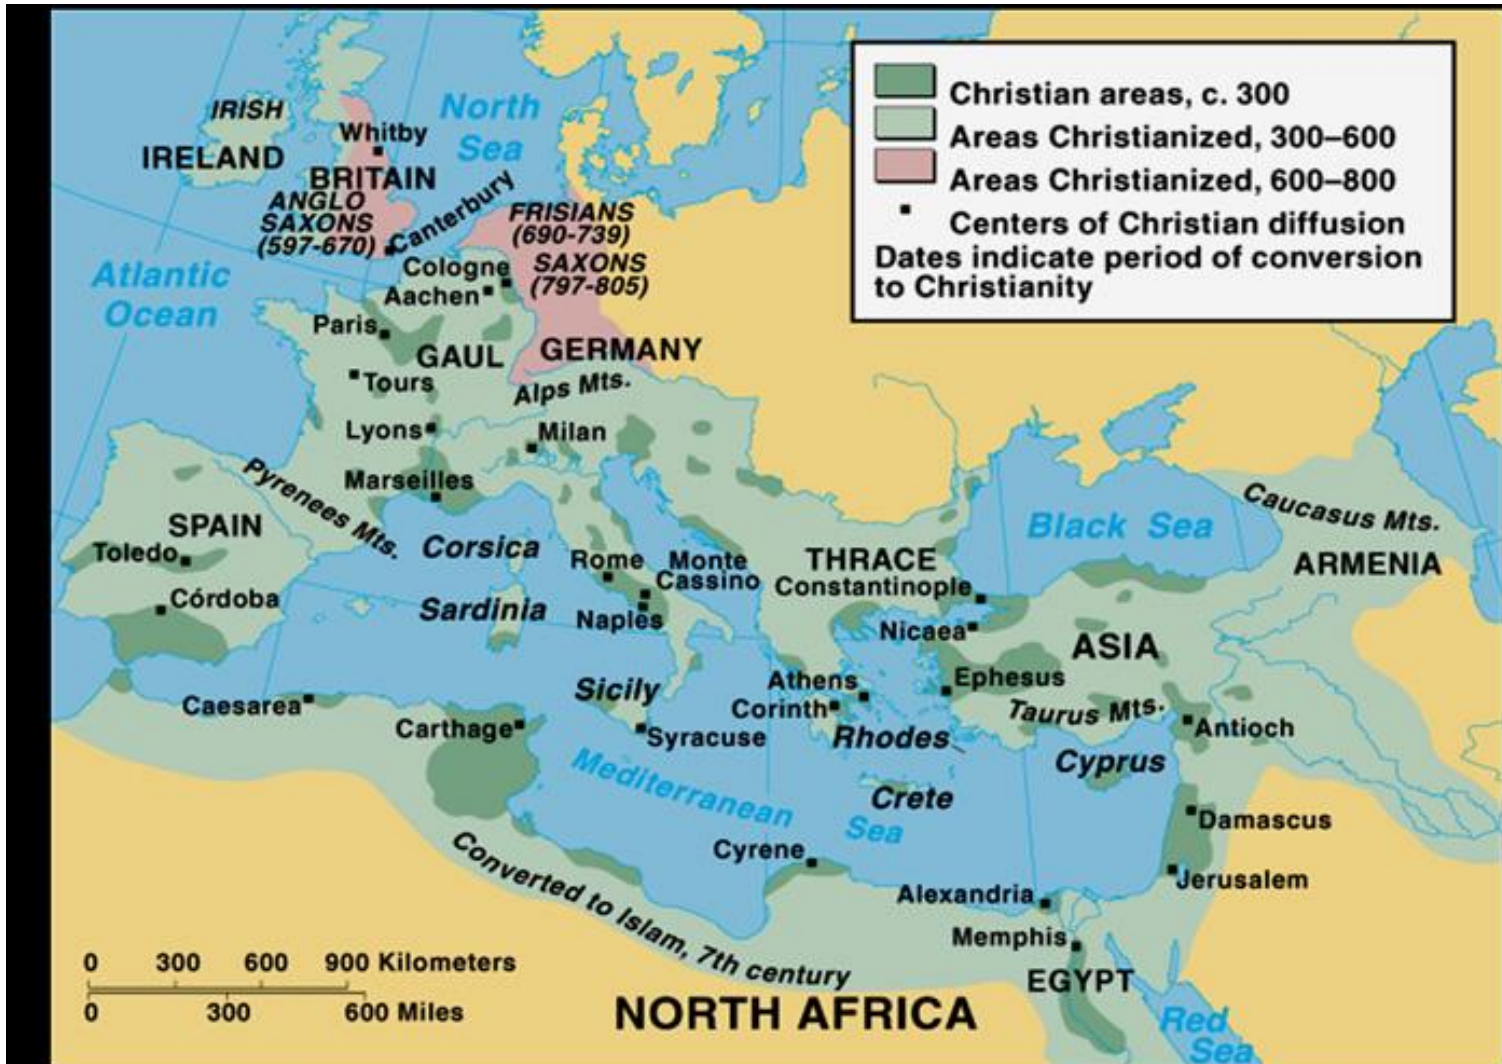 Christian areas, c. 300
Areas Christianized, 300–600
Areas Christianized, 600–800
Centers of Christian diffusion
Dates indicate period of conversion
to Christianity
IRISH
IRELAND
North
Sea
Whitby
BRITAIN
ANGLO
SAXONS
(597-670)
Canterbury
FRISIANS
(690-739)
SAXONS
(797-805)
Atlantic
Ocean
Cologne
Aachen
Paris
GAUL
GERMANY
Tours
Alps Mts.
Lyons
Milan
Marseilles
Pyrenees Mts.
SPAIN
Toledo
Córdoba
Corsica
Sardinia
Rome
Monte
Cassino
Naples
THRACE
Constantinople
Nicaea
Black Sea
Caucasus Mts.
ARMENIA
ASIA
Ephesus
Taurus Mts.
Antioch
Athens
Corinth
Rhodes
Sicily
Syracuse
Caesarea
Carthage
Mediterranean
Sea
Crete
Cyprus
Damascus
Jerusalem
Cyrene
Alexandria
Memphis
EGYPT
Converted to Islam, 7th century
NORTH AFRICA
Red
Sea
0 300 600 900 Kilometers
0 300 600 Miles